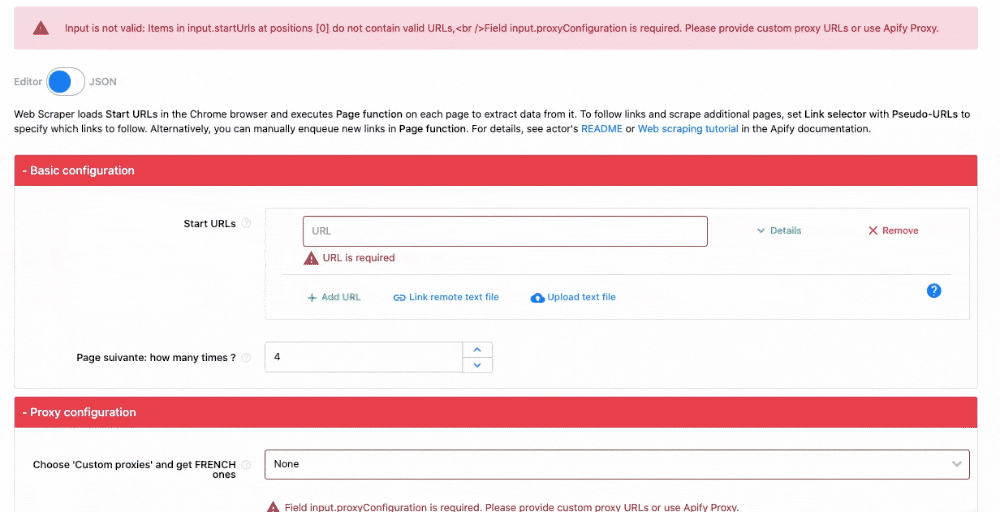 Input is not valid: Items in input.startUrls at positions [0] do not contain valid URLs,<br />Field input.proxyConfiguration is required. Please provide custom proxy URLs or use Apify Proxy.
Editor JSON
Web Scraper loads Start URLs in the Chrome browser and executes Page function on each page to extract data from it. To follow links and scrape additional pages, set Link selector with Pseudo-URLs to
specify which links to follow. Alternatively, you can manually enqueue new links in Page function. For details, see actor's README or Web scraping tutorial in the Apify documentation.
- Basic configuration
Start URLs ? URL Details Remove
URL is required
+ Add URL Link remote text file Upload text file ?
Page suivante: how many times ? ? 4
- Proxy configuration
Choose 'Custom proxies' and get FRENCH ? None
ones
Field input.proxyConfiguration is required. Please provide custom proxy URLs or use Apify Proxy.